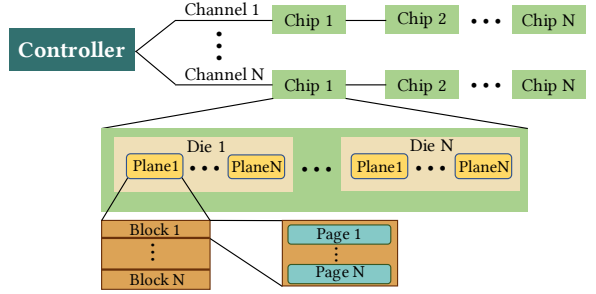 Channel 1
Chip 1 Chip 2 ••• Chip N
Controller
Channel N
Chip 1 Chip 2 ••• Chip N
Die 1 Die N
Plane1 ••• PlaneN ••• Plane1 ••• PlaneN
Block 1 Page 1
Block N Page N